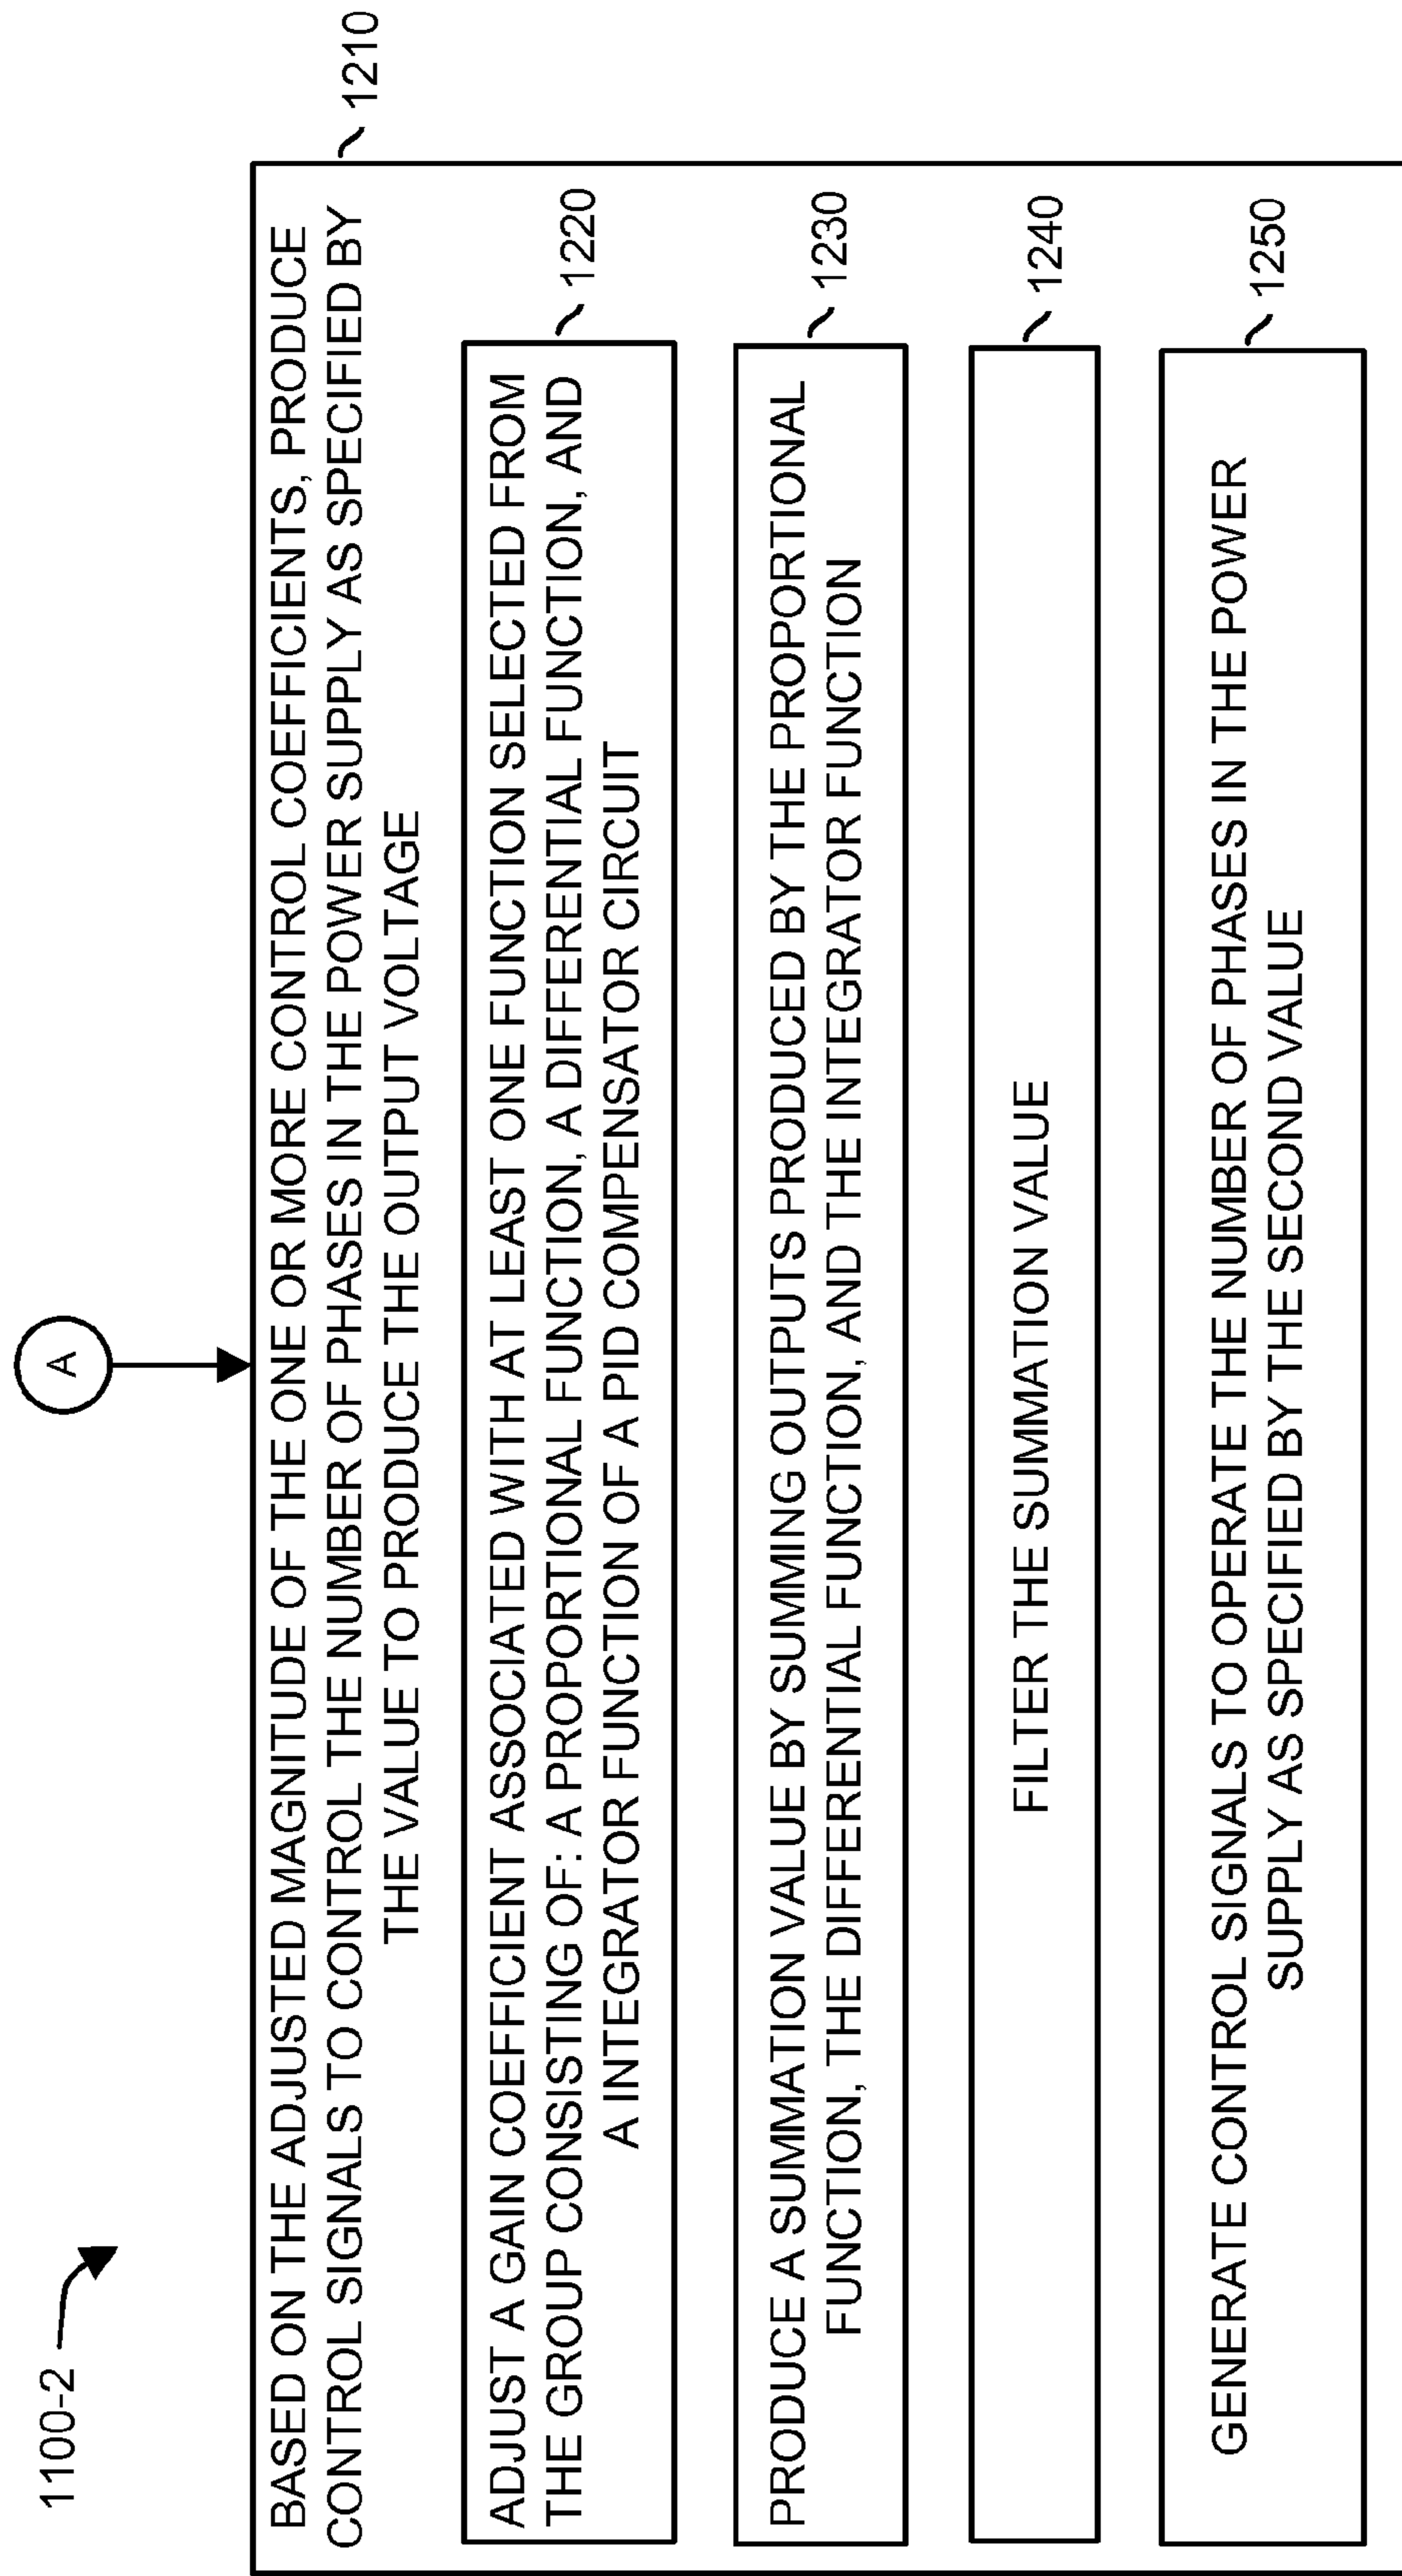 1100-2
A
BASED ON THE ADJUSTED MAGNITUDE OF THE ONE OR MORE CONTROL COEFFICIENTS, PRODUCE
CONTROL SIGNALS TO CONTROL THE NUMBER OF PHASES IN THE POWER SUPPLY AS SPECIFIED BY
THE VALUE TO PRODUCE THE OUTPUT VOLTAGE
1210
ADJUST A GAIN COEFFICIENT ASSOCIATED WITH AT LEAST ONE FUNCTION SELECTED FROM
THE GROUP CONSISTING OF: A PROPORTIONAL FUNCTION, A DIFFERENTIAL FUNCTION, AND
A INTEGRATOR FUNCTION OF A PID COMPENSATOR CIRCUIT
1220
PRODUCE A SUMMATION VALUE BY SUMMING OUTPUTS PRODUCED BY THE PROPORTIONAL
FUNCTION, THE DIFFERENTIAL FUNCTION, AND THE INTEGRATOR FUNCTION
1230
FILTER THE SUMMATION VALUE
1240
GENERATE CONTROL SIGNALS TO OPERATE THE NUMBER OF PHASES IN THE POWER
SUPPLY AS SPECIFIED BY THE SECOND VALUE
1250